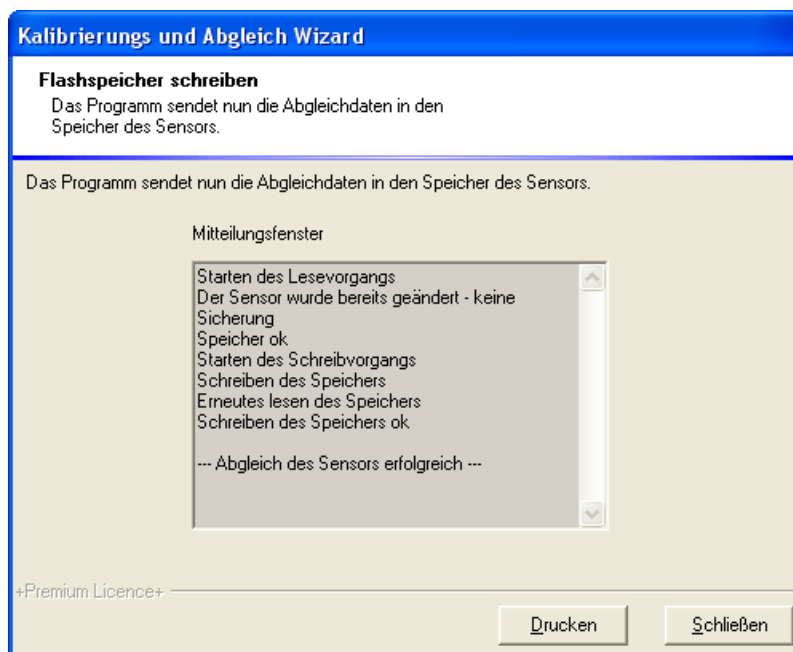 Kalibrierungs und Abgleich Wizard
Flashspeicher schreiben
Das Programm sendet nun die Abgleichdaten in den
Speicher des Sensors.
Das Programm sendet nun die Abgleichdaten in den Speicher des Sensors.
Mitteilungsfenster
Starten des Lesevorgangs
Der Sensor wurde bereits geändert - keine
Sicherung
Speicher ok
Starten des Schreibvorgangs
Schreiben des Speichers
Erneutes lesen des Speichers
Schreiben des Speichers ok
--- Abgleich des Sensors erfolgreich ---
+Premium Licence+
Drucken
Schließen